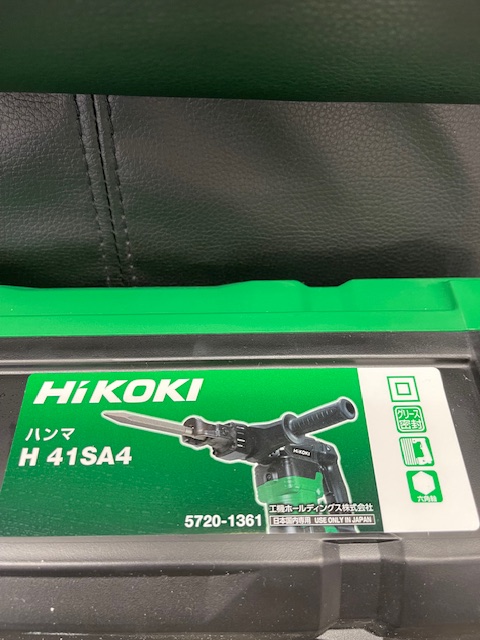 HiKOKI
ハンマ
H 41SA4
HiKOKI
5720-1361
工機ホールディングス株式会社
日本国内専用 USE ONLY IN JAPAN
グリース
密封
六角軸